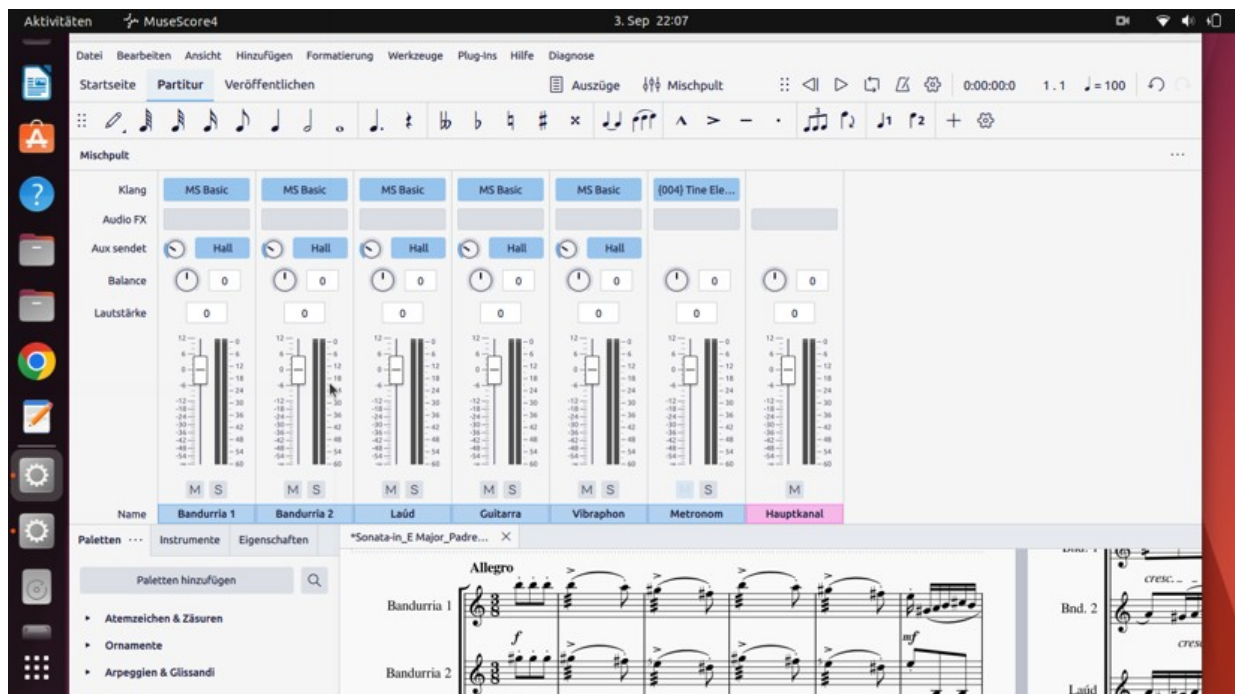 Aktivitäten MuseScore4 3. Sep 22:07
Datei Bearbeiten Ansicht Hinzufügen Formatierung Werkzeuge Plug-Ins Hilfe Diagnose
Startseite Partitur Veröffentlichen Auszüge Mischpult 0:00:00:0 1 . 1 = 100
Mischpult
Klang MS Basic MS Basic MS Basic MS Basic MS Basic (004) Tine Ele...
Audio FX
Aux sendet Hall Hall Hall Hall Hall
Balance 0 0 0 0 0 0 0
Lautstärke 0 0 0 0 0 0 0
M S M S M S M S M S M S M
Name Bandurria 1 Bandurria 2 Laúd Guitarra Vibraphon Metronom Hauptkanal
Paletten Instrumente Eigenschaften *Sonata-in_E Major_Padre...
Paletten hinzufügen
Atemzeichen & Zäsuren
Ornamente
Arpeggien & Glissandi
Allegro
Bandurria 1
f
mf
Bandurria 2
cresc.
Bnd. 2
Laúd